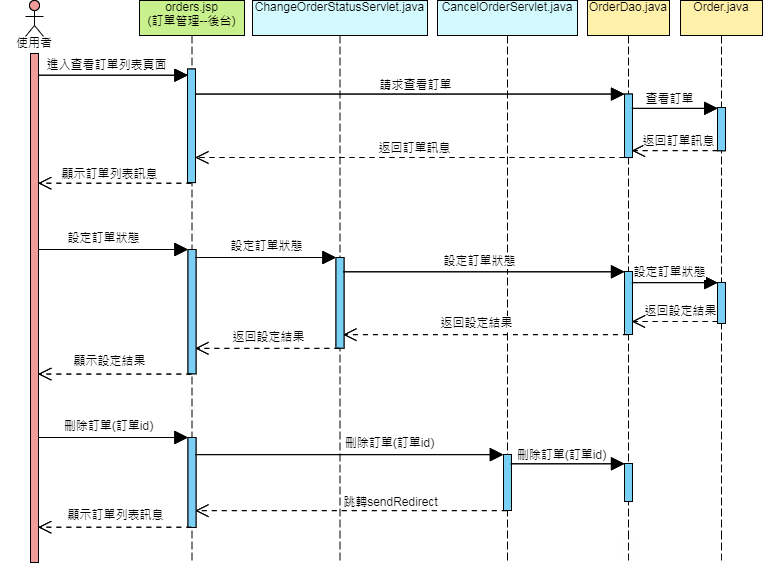 orders.jsp
(訂單管理--後台)
ChangeOrderStatusServlet.java
CancelOrderServlet.java
OrderDao.java
Order.java
使用者
進入查看訂單列表頁面
請求查看訂單
查看訂單
返回訂單訊息
返回訂單訊息
顯示訂單列表訊息
設定訂單狀態
設定訂單狀態
設定訂單狀態
設定訂單狀態
返回設定結果
返回設定結果
返回設定結果
顯示設定結果
刪除訂單(訂單id)
刪除訂單(訂單id)
刪除訂單(訂單id)
跳轉sendRedirect
顯示訂單列表訊息